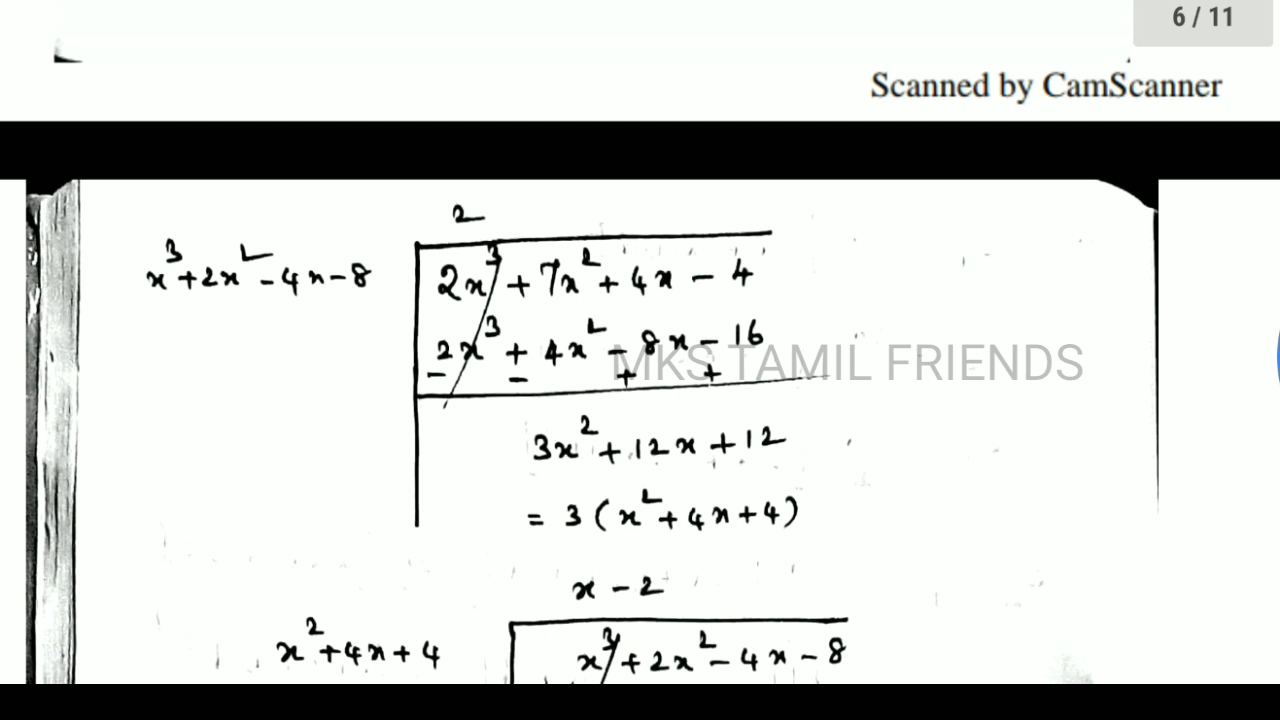 6 / 11
Scanned by CamScanner
2
x³+2x²-4x-8
2x³+7x²+4x-4
2x³+4x²-8x-16
- - + +
MKS TAMIL FRIENDS
3x²+12x+12
= 3(x²+4x+4)
x-2
x²+4x+4
x³+2x²-4x-8